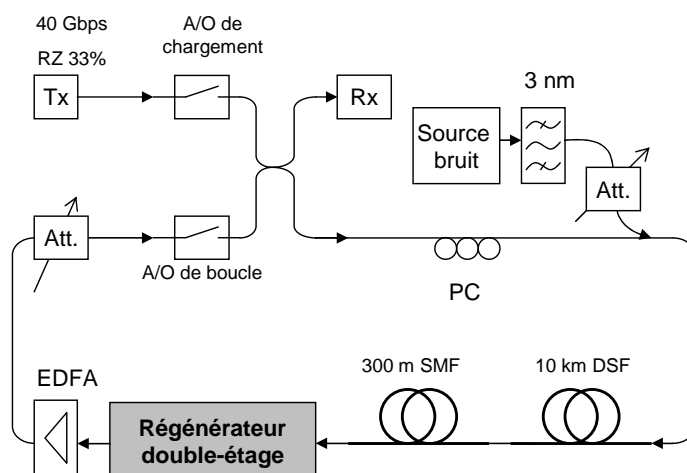 40 Gbps
RZ 33%
Tx
A/O de
chargement
Rx
3 nm
Source
bruit
Att.
Att.
A/O de boucle
PC
EDFA
300 m SMF
10 km DSF
Régénérateur
double-étage